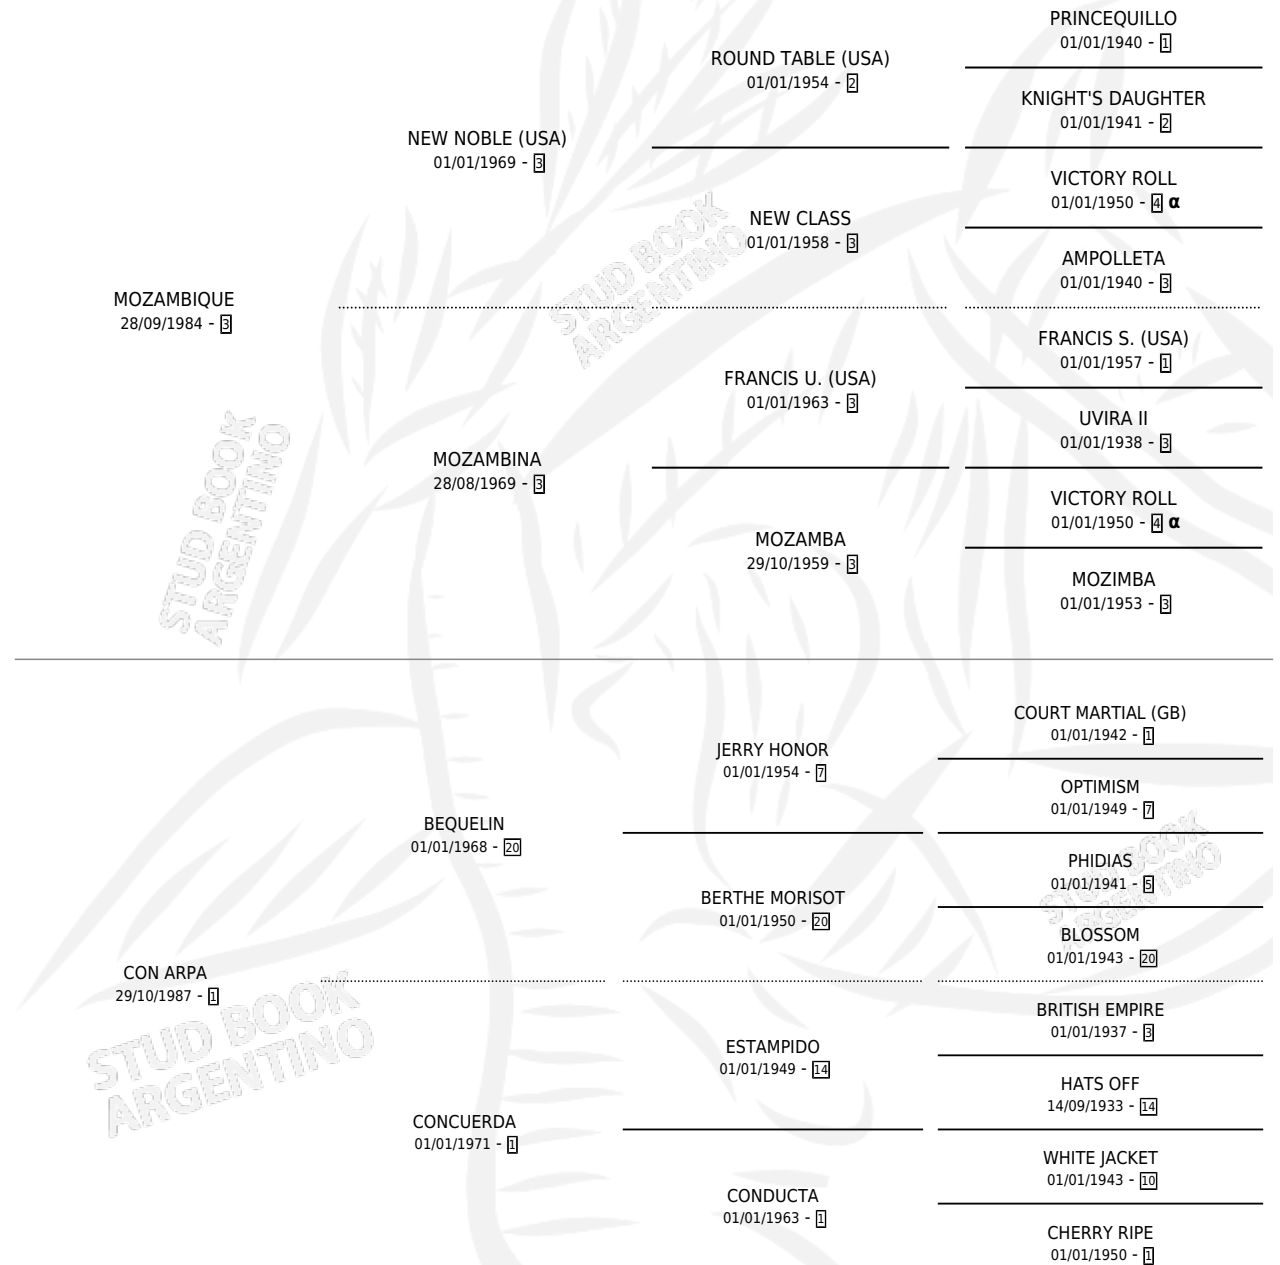 PRINCEQUILLO
01/01/1940 - 1
ROUND TABLE (USA)
01/01/1954 - 2
KNIGHT'S DAUGHTER
01/01/1941 - 2
NEW NOBLE (USA)
01/01/1969 - 3
VICTORY ROLL
01/01/1950 - 4 α
NEW CLASS
01/01/1958 - 3
AMPOLLETA
01/01/1940 - 3
MOZAMBIQUE
28/09/1984 - 3
FRANCIS S. (USA)
01/01/1957 - 1
FRANCIS U. (USA)
01/01/1963 - 3
UVIRA II
01/01/1938 - 3
MOZAMBINA
28/08/1969 - 3
VICTORY ROLL
01/01/1950 - 4 α
MOZAMBA
29/10/1959 - 3
MOZIMBA
01/01/1953 - 3
COURT MARTIAL (GB)
01/01/1942 - 1
JERRY HONOR
01/01/1954 - 7
OPTIMISM
01/01/1949 - 7
BEQUELIN
01/01/1968 - 20
PHIDIAS
01/01/1941 - 5
BERTHE MORISOT
01/01/1950 - 20
BLOSSOM
01/01/1943 - 20
CON ARPA
29/10/1987 - 1
BRITISH EMPIRE
01/01/1937 - 3
ESTAMPIDO
01/01/1949 - 14
HATS OFF
14/09/1933 - 14
CONCUERDA
01/01/1971 - 1
WHITE JACKET
01/01/1943 - 10
CONDUCTA
01/01/1963 - 1
CHERRY RIPE
01/01/1950 - 1
STUD BOOK
ARGENTINO
STUD BOOK
ARGENTINO
STUD BOOK
ARGENTINO
STUD BOOK
ARGENTINO